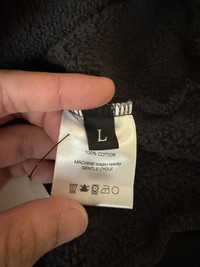 L
100% COTTON
MACHINE WASH WARM
GENTLE CYCLE